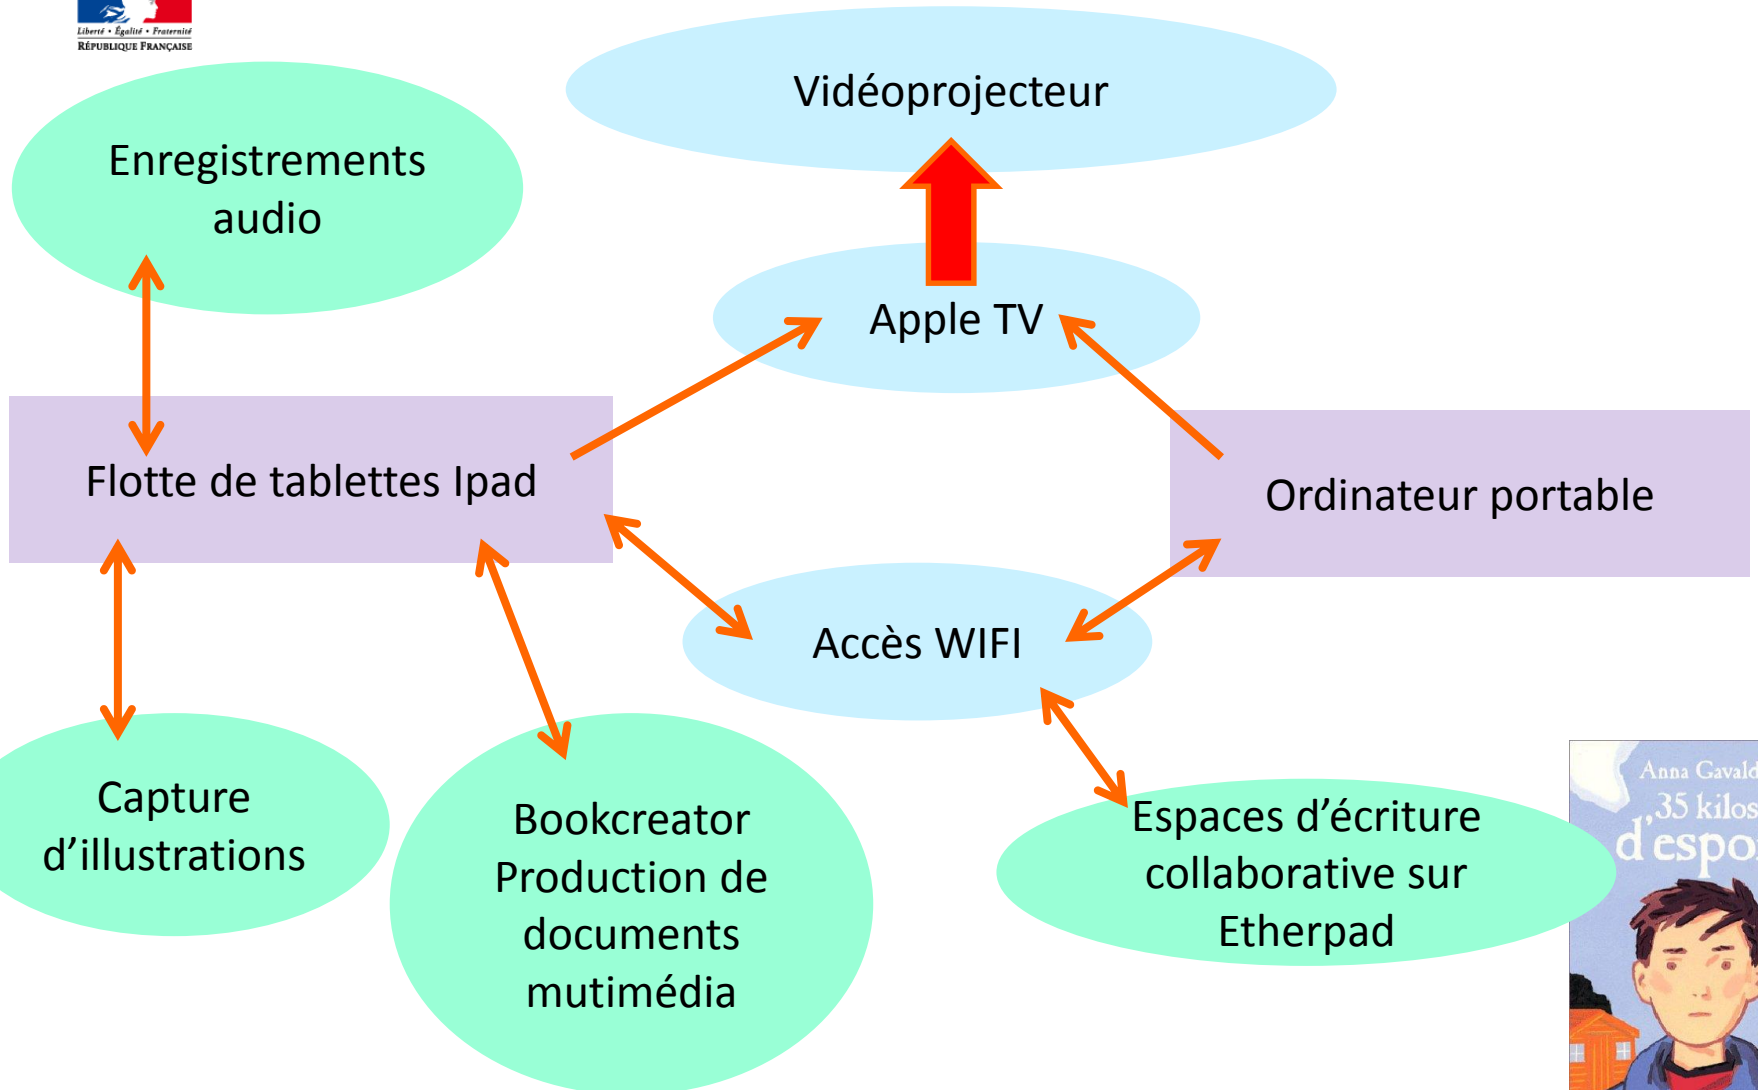 Liberté • Égalité • Fraternité
RÉPUBLIQUE FRANÇAISE
Vidéoprojecteur
Enregistrements
audio
Apple TV
Flotte de tablettes Ipad
Ordinateur portable
Accès WIFI
Capture
d’illustrations
Bookcreator
Production de
documents
mutimédia
Espaces d’écriture
collaborative sur
Etherpad
Anna Gavald
35 kilos
d'espo